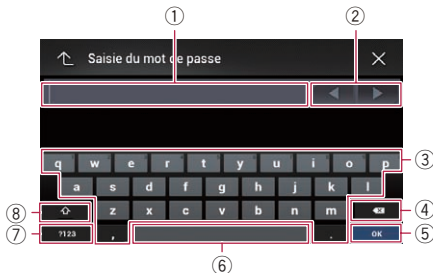 ① ②
Saisie du mot de passe
q w e r t y u i o p ③
a s d f g h j k l
⑧ z x c v b n m ④
⑦ ?123 , . OK ⑤
⑥